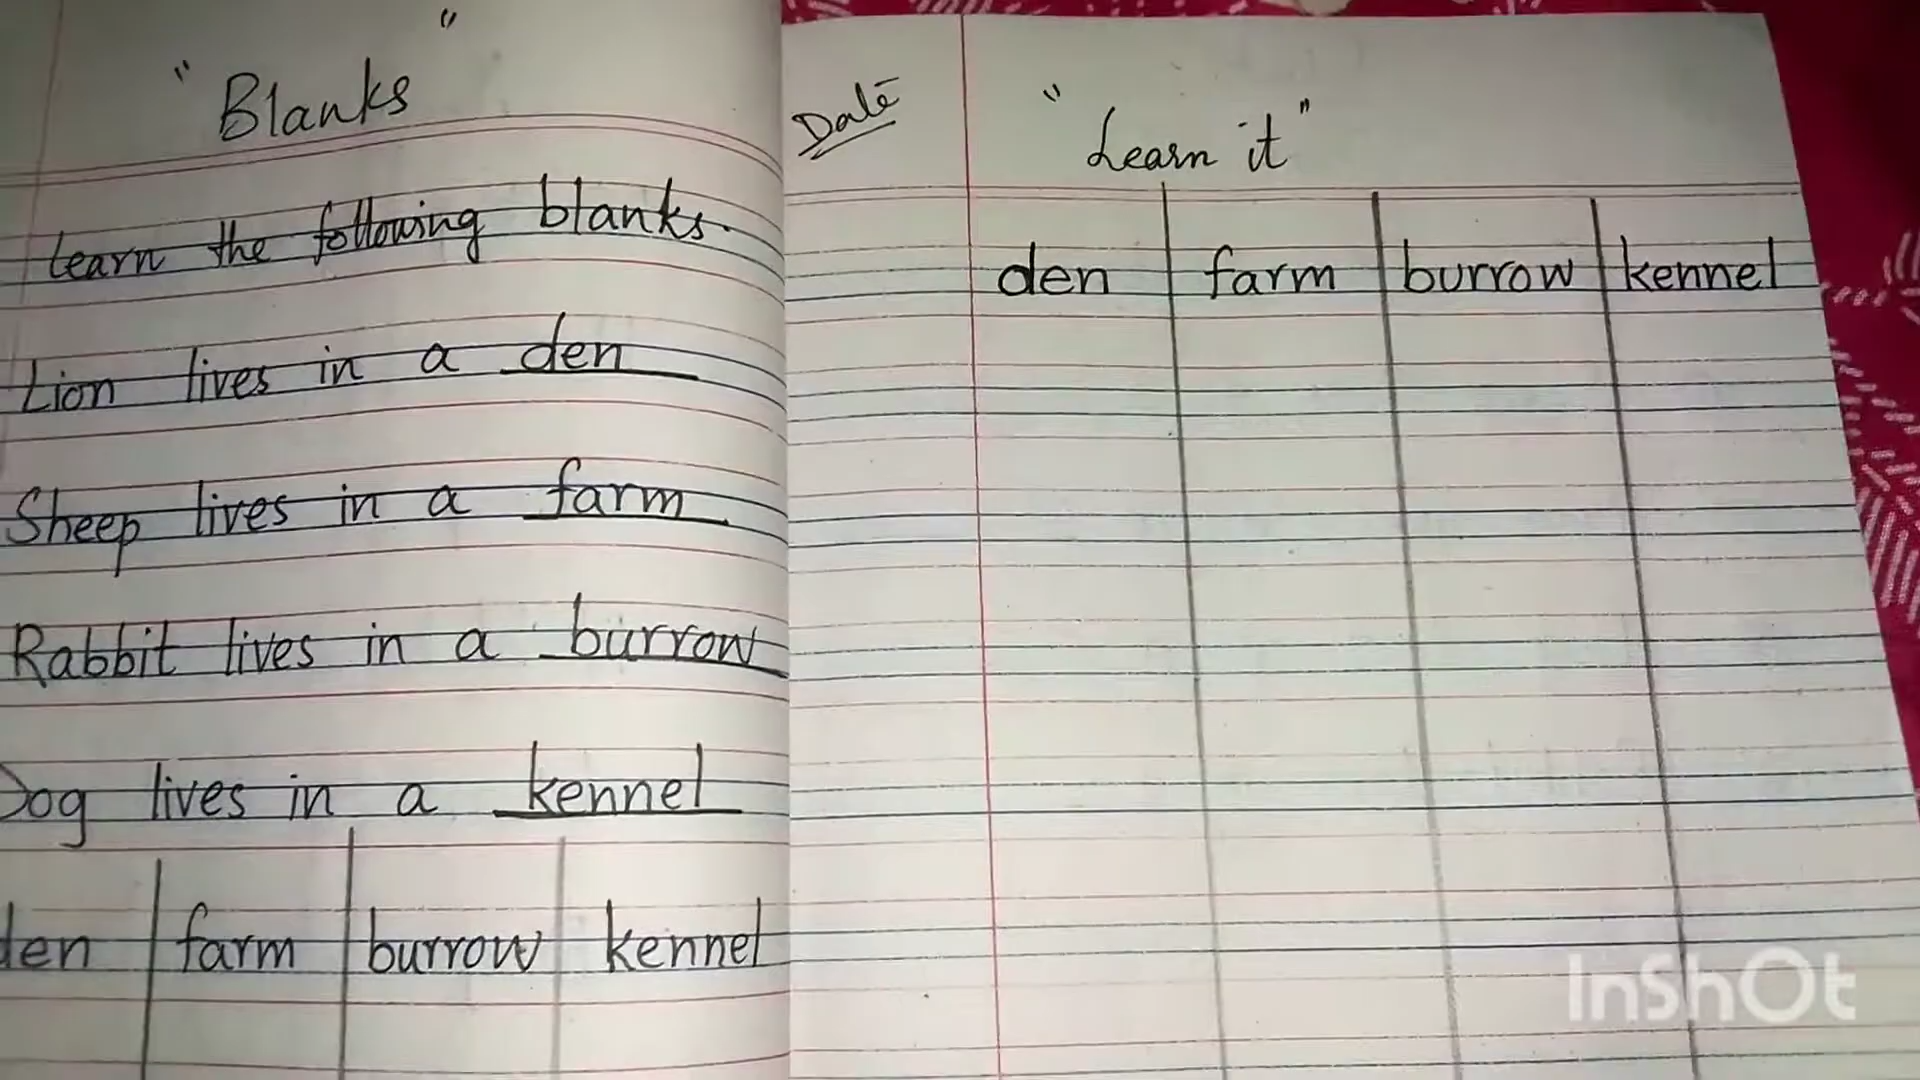 "Blanks"
learn the following blanks.
Lion lives in a den
Sheep lives in a farm
Rabbit lives in a burrow
Dog lives in a kennel
den farm burrow kennel
Date
"Learn it"
den farm burrow kennel
InShOt